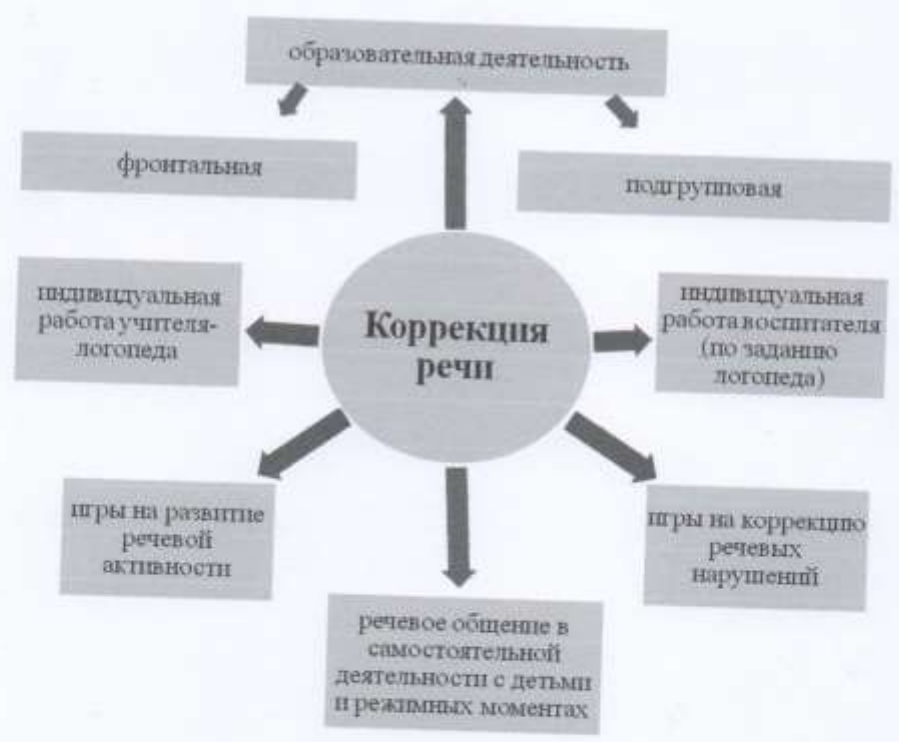 образовательная деятельность
фронтальная
подгрупповая
индивидуальная
работа учителя-
логопеда
Коррекция
речи
индивидуальная
работа воспитателя
(по заданию
логопеда)
игры на развитие
речевой
активности
игры на коррекцию
речевых
нарушений
речевое общение в
самостоятельной
деятельности с детьми
и режимных моментах